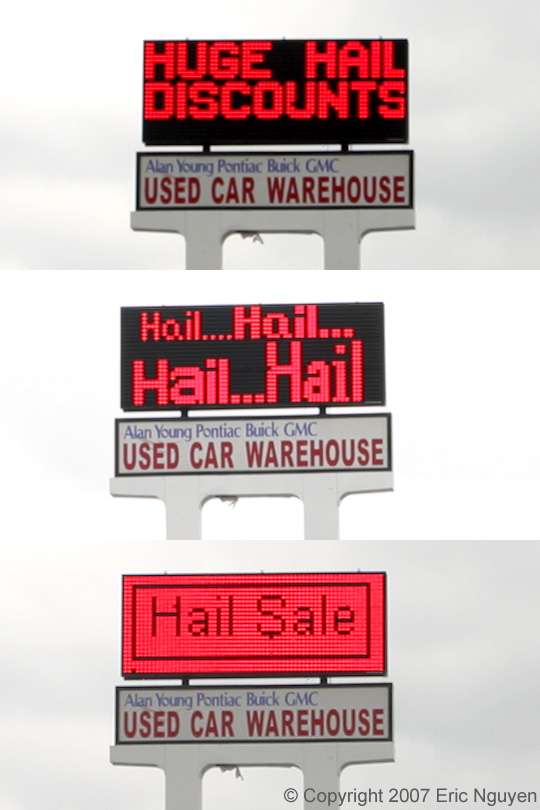 HUGE HAIL
DISCOUNTS
Alan Young Pontiac Buick GMC
USED CAR WAREHOUSE
Hail....Hail...
Hail...Hail
Alan Young Pontiac Buick GMC
USED CAR WAREHOUSE
Hail Sale
Alan Young Pontiac Buick GMC
USED CAR WAREHOUSE
© Copyright 2007 Eric Nguyen